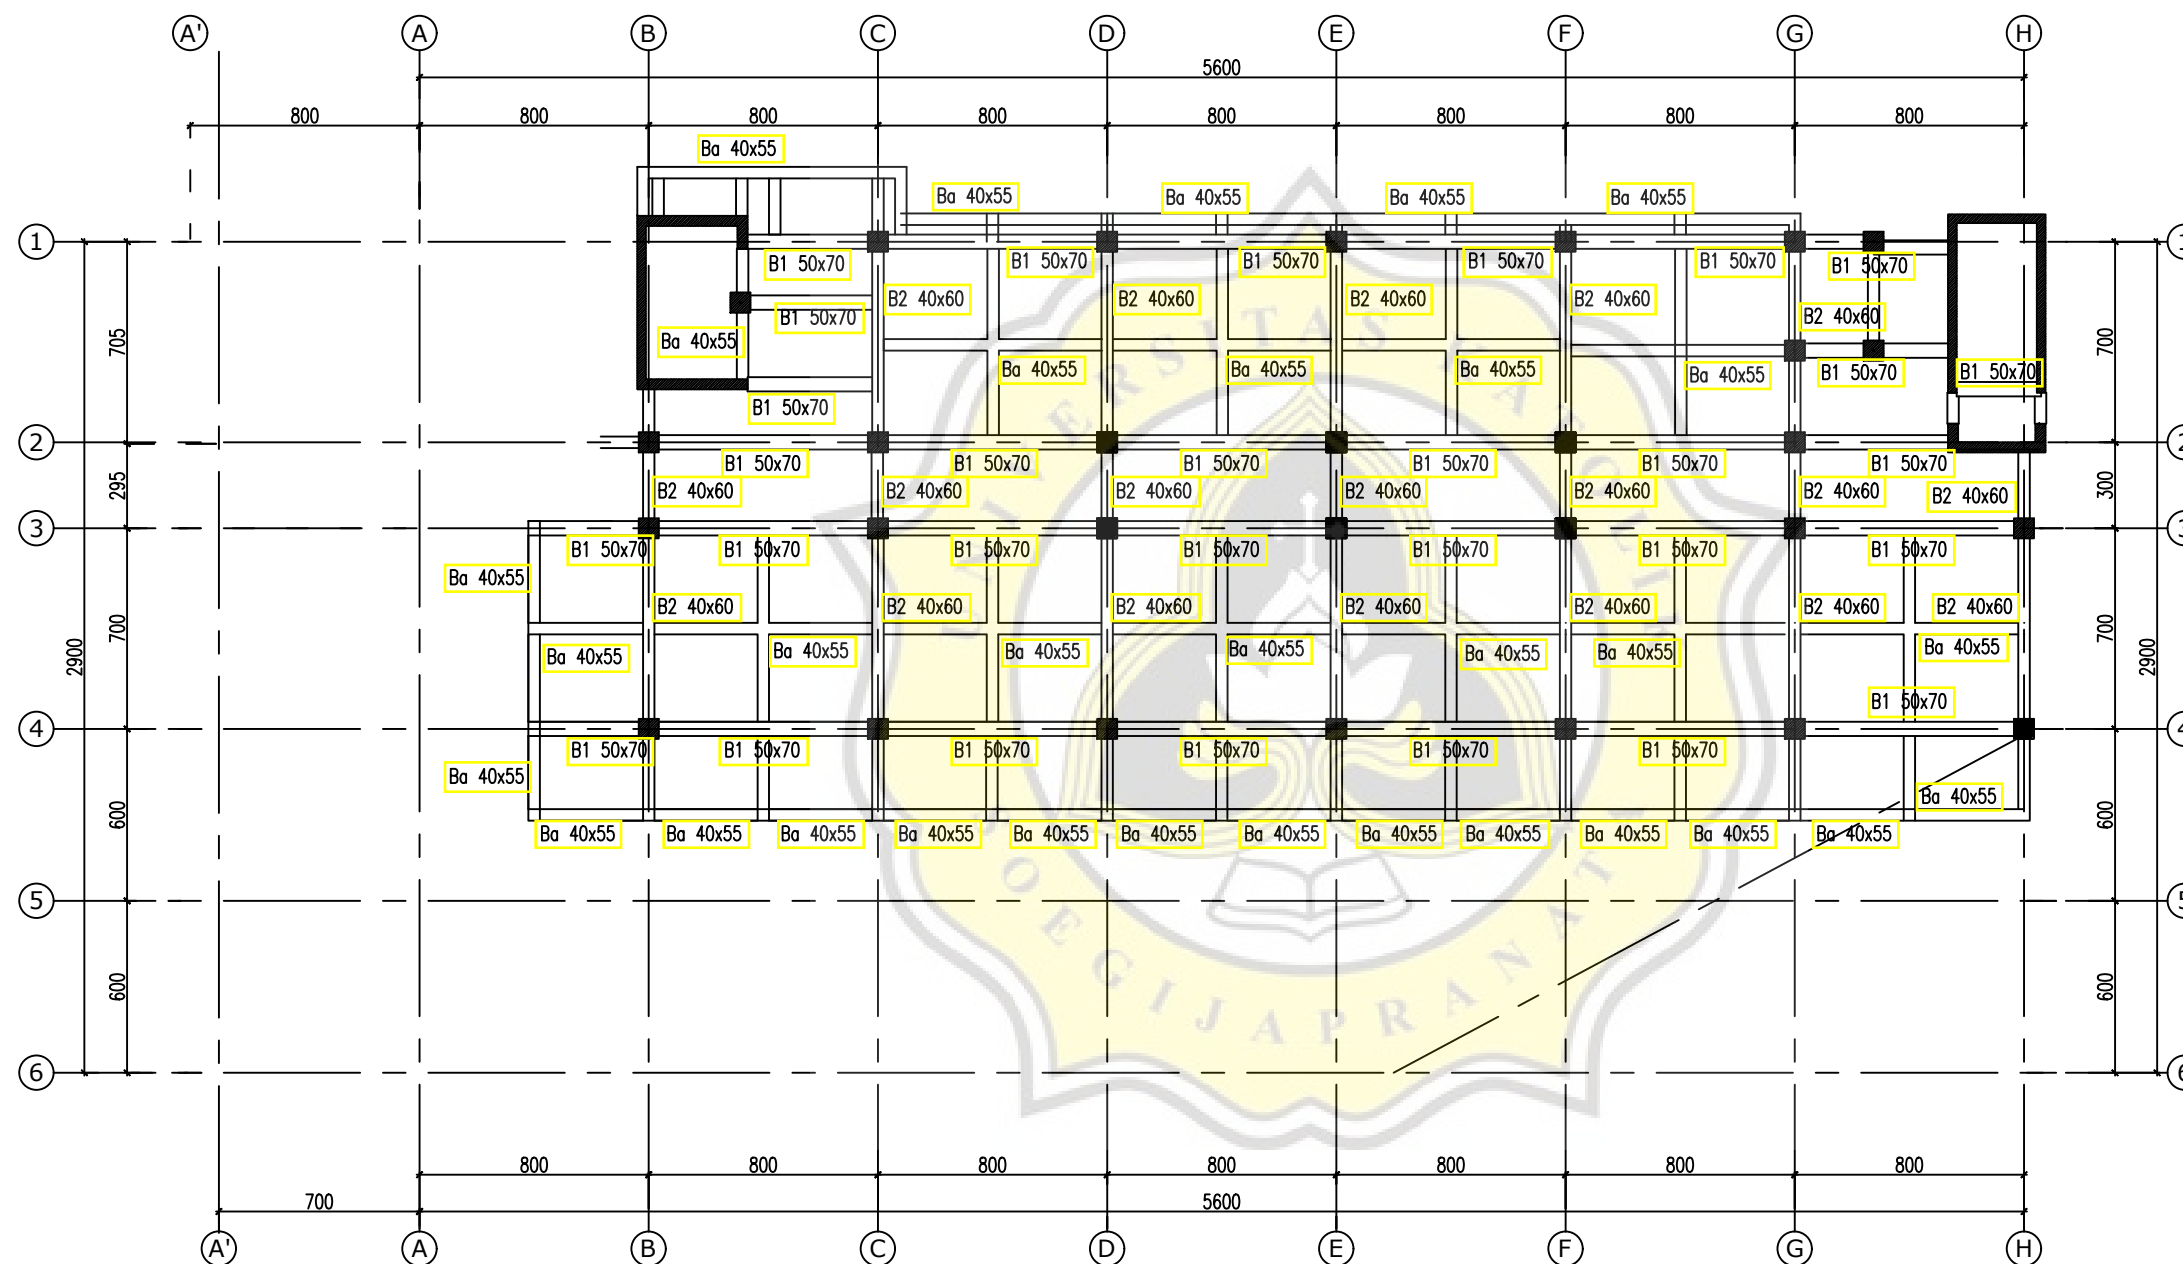 A' A B C D E F G H
5600
800 800 800 800 800 800 800 800
Ba 40x55
Ba 40x55 Ba 40x55 Ba 40x55 Ba 40x55
1 1
B1 50x70 B1 50x70 B1 50x70 B1 50x70 B1 50x70 B1 50x70
B2 40x60 B2 40x60 B2 40x60 B2 40x60 B2 40x60
B1 50x70
705 Ba 40x55 700
Ba 40x55 Ba 40x55 Ba 40x55 Ba 40x55 B1 50x70 B1 50x70
B1 50x70
2 2
B1 50x70 B1 50x70 B1 50x70 B1 50x70 B1 50x70 B1 50x70
295 B2 40x60 B2 40x60 B2 40x60 B2 40x60 B2 40x60 B2 40x60 B2 40x60 300
3 3
B1 50x70 B1 50x70 B1 50x70 B1 50x70 B1 50x70 B1 50x70 B1 50x70
Ba 40x55
B2 40x60 B2 40x60 B2 40x60 B2 40x60 B2 40x60 B2 40x60 B2 40x60
700 700
2900 Ba 40x55 Ba 40x55 Ba 40x55 Ba 40x55 Ba 40x55 Ba 40x55 Ba 40x55 2900
B1 50x70
4 4
B1 50x70 B1 50x70 B1 50x70 B1 50x70 B1 50x70 B1 50x70
Ba 40x55 Ba 40x55
600 600
Ba 40x55 Ba 40x55 Ba 40x55 Ba 40x55 Ba 40x55 Ba 40x55 Ba 40x55 Ba 40x55 Ba 40x55 Ba 40x55 Ba 40x55 Ba 40x55
5 5
600 600
6 6
UNIVERSITAS KATOLIK
SOEGIJAPRANATA
800 800 800 800 800 800 800
700 5600
A' A B C D E F G H